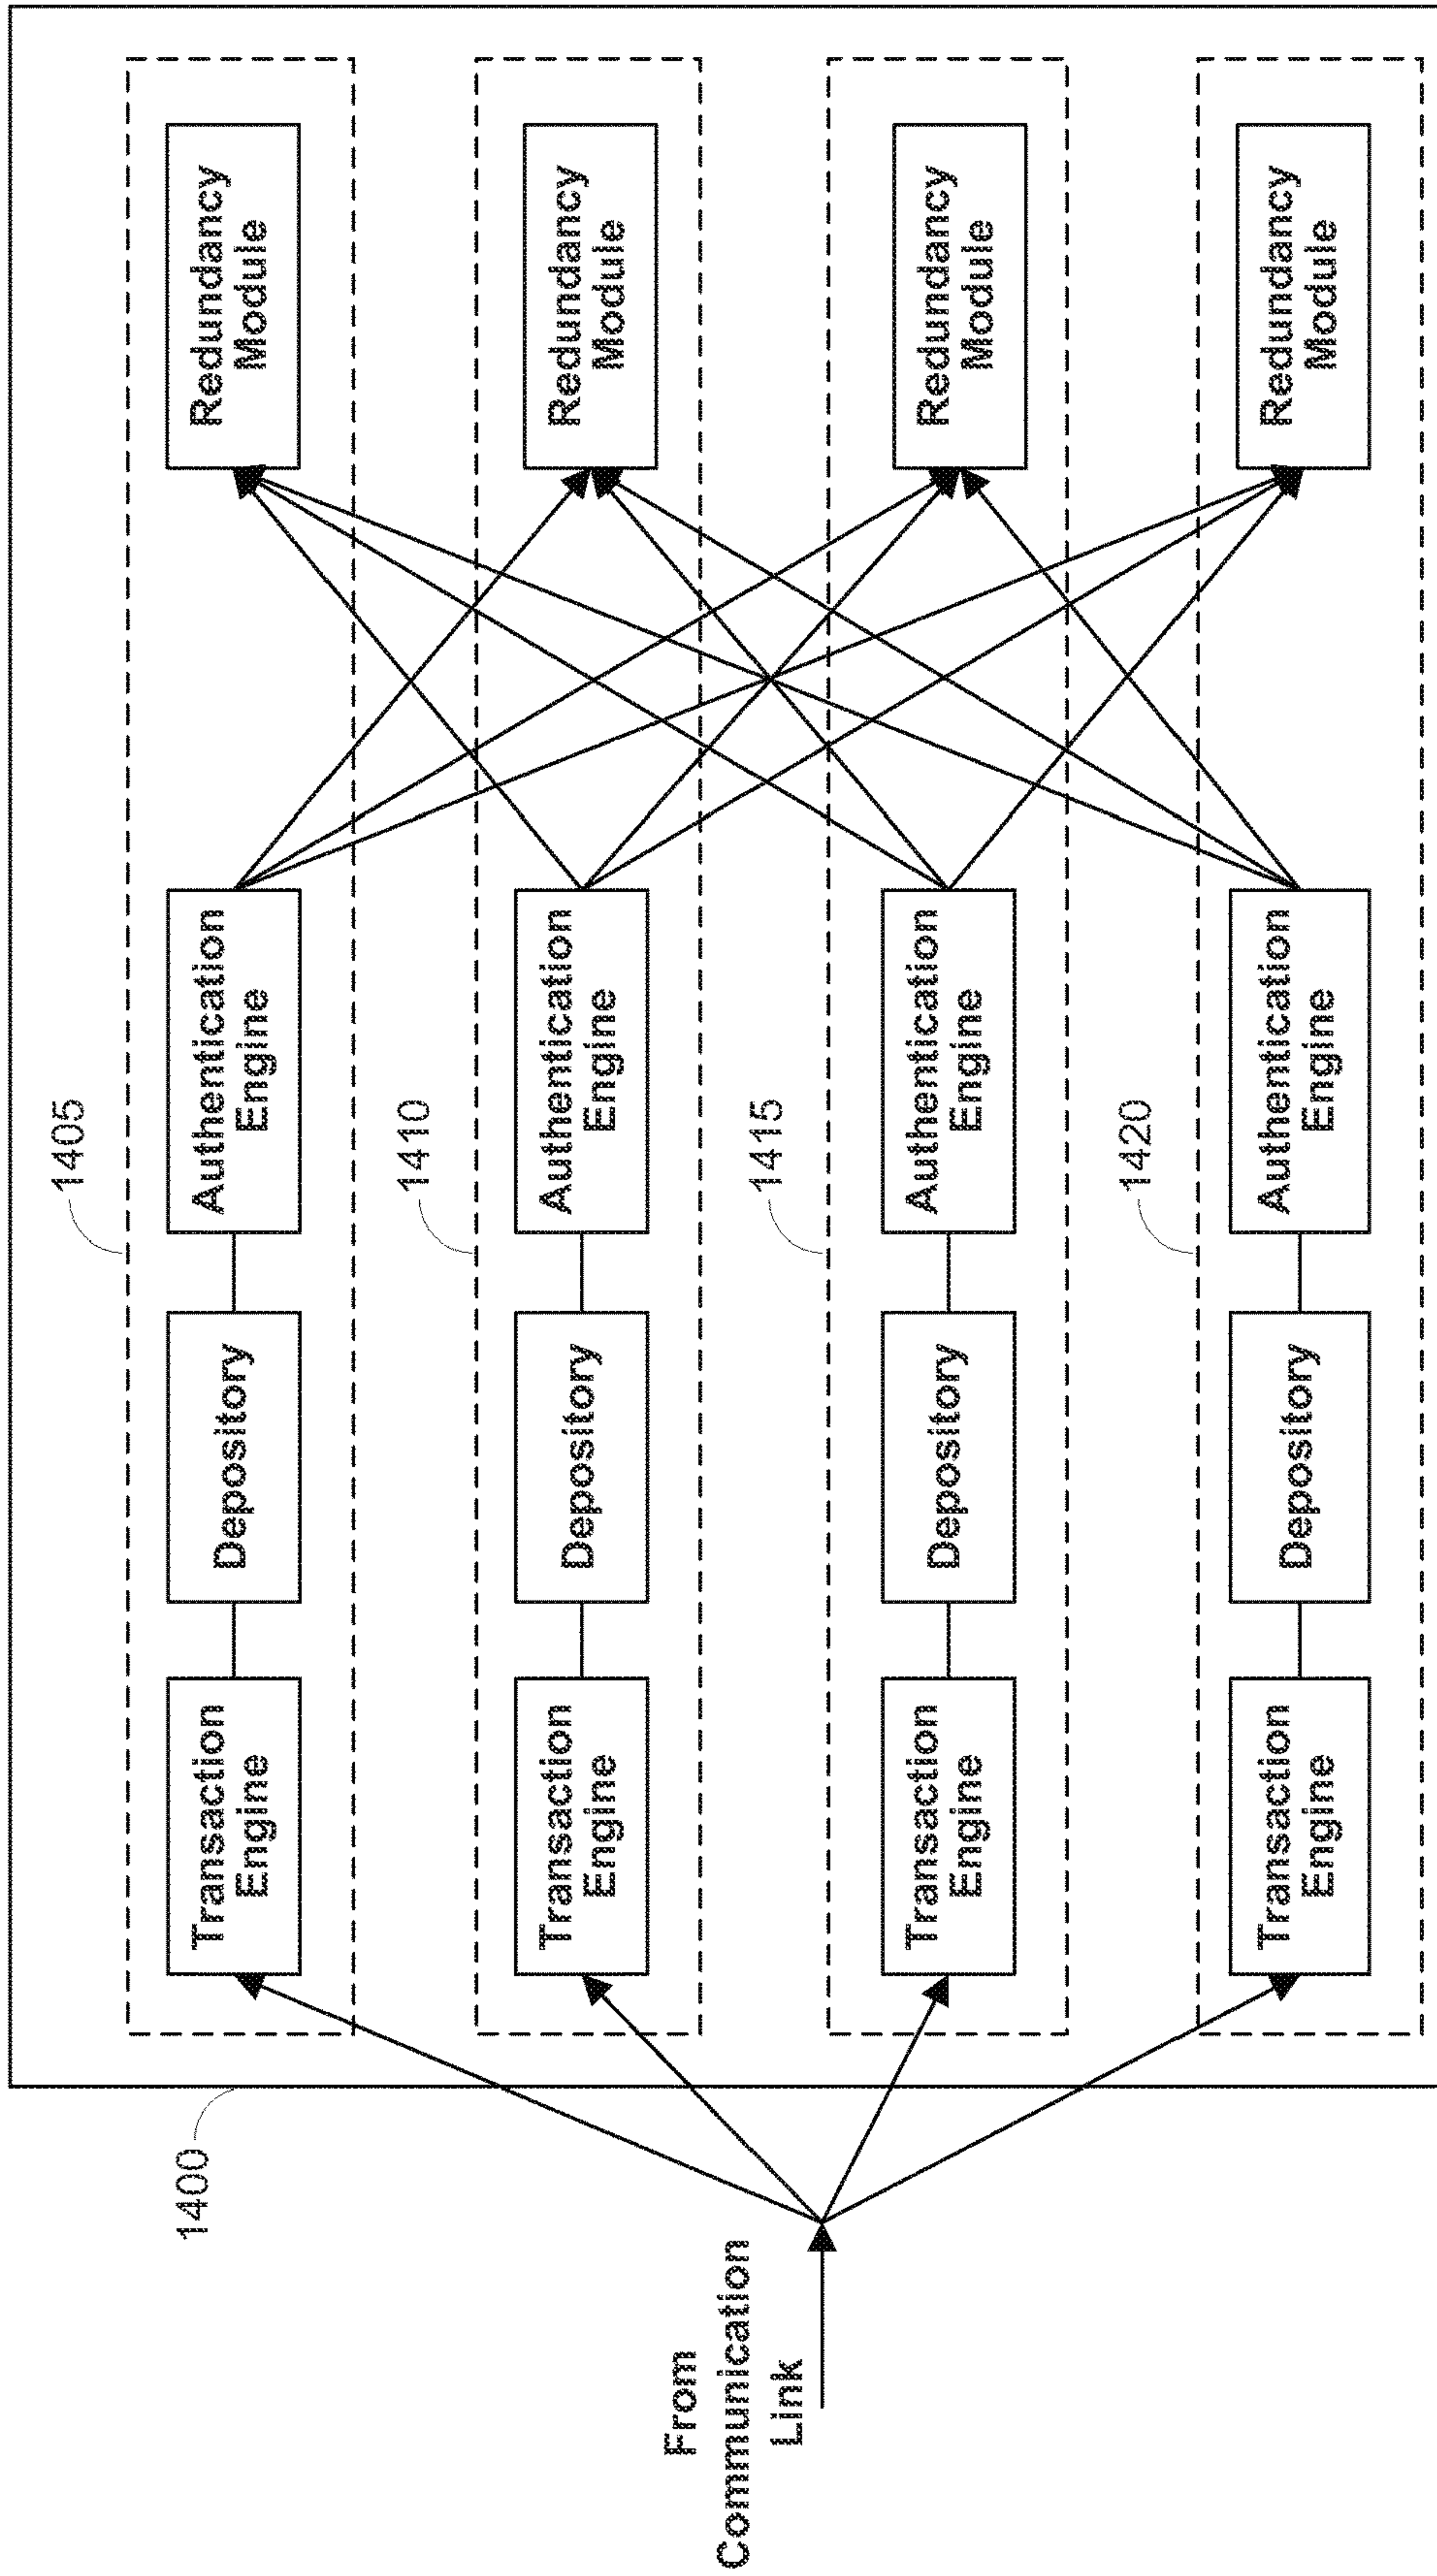 From
Communication
Link
1400
1405
Transaction
Engine
Depository
Authentication
Engine
Redundancy
Module
1410
Transaction
Engine
Depository
Authentication
Engine
Redundancy
Module
1415
Transaction
Engine
Depository
Authentication
Engine
Redundancy
Module
1420
Transaction
Engine
Depository
Authentication
Engine
Redundancy
Module